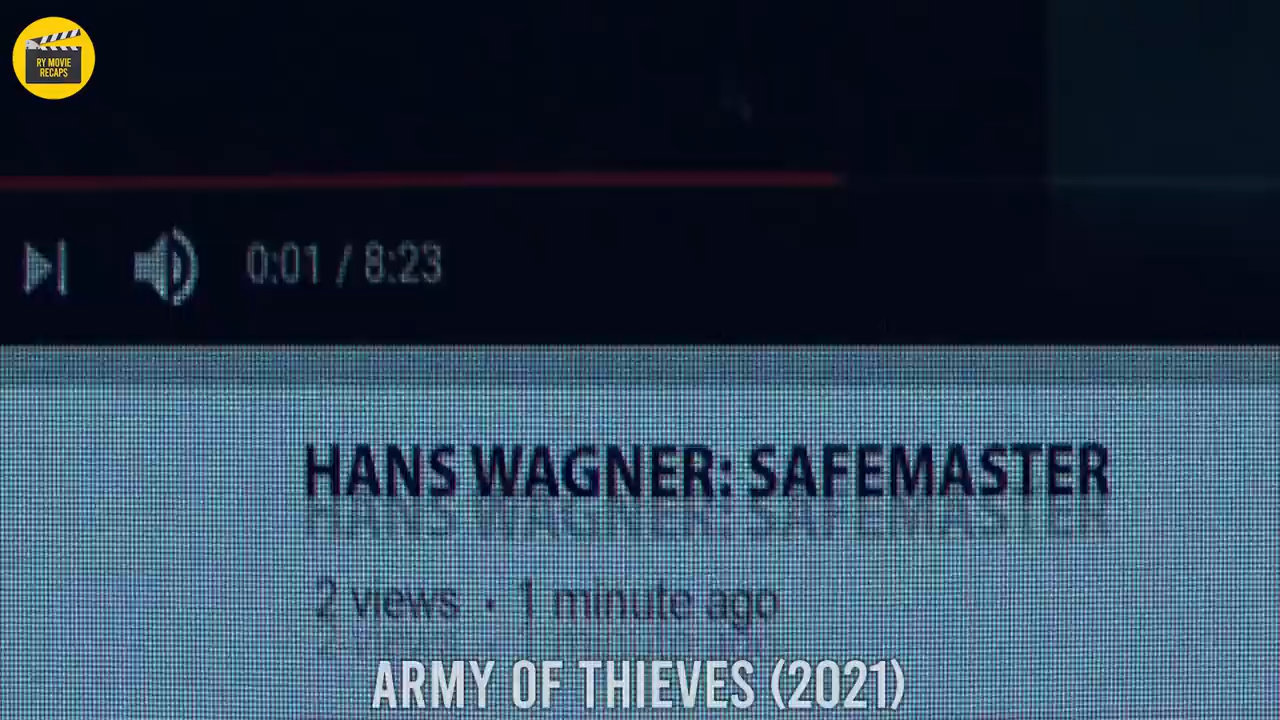 RY MOVIE
RECAPS
0:01 / 8:23
HANS WAGNER: SAFEMASTER
2 views · 1 minute ago
ARMY OF THIEVES (2021)